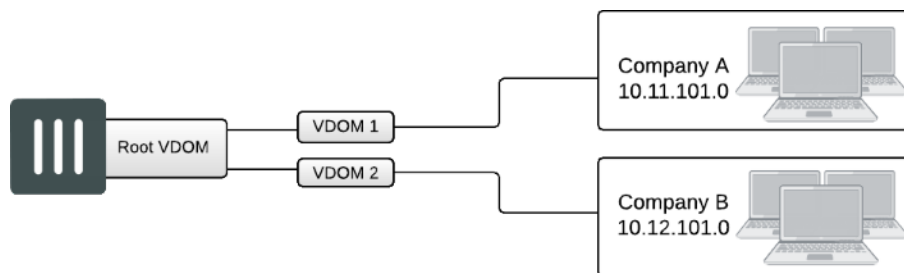 Root VDOM
VDOM 1
VDOM 2
Company A
10.11.101.0
Company B
10.12.101.0